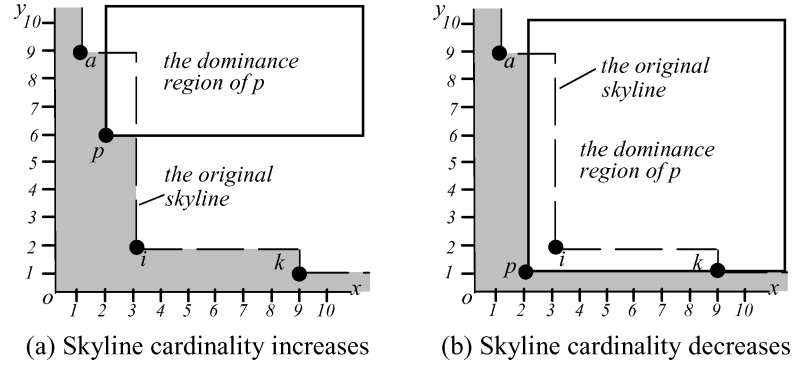 y
10
9
8
7
6
5
4
3
2
1
o
1 2 3 4 5 6 7 8 9 10
x
a
the dominance
region of p
p
the original
skyline
i
k
(a) Skyline cardinality increases
y
10
9
8
7
6
5
4
3
2
1
o
1 2 3 4 5 6 7 8 9 10
x
a
the original
skyline
the dominance
region of p
p
i
k
(b) Skyline cardinality decreases